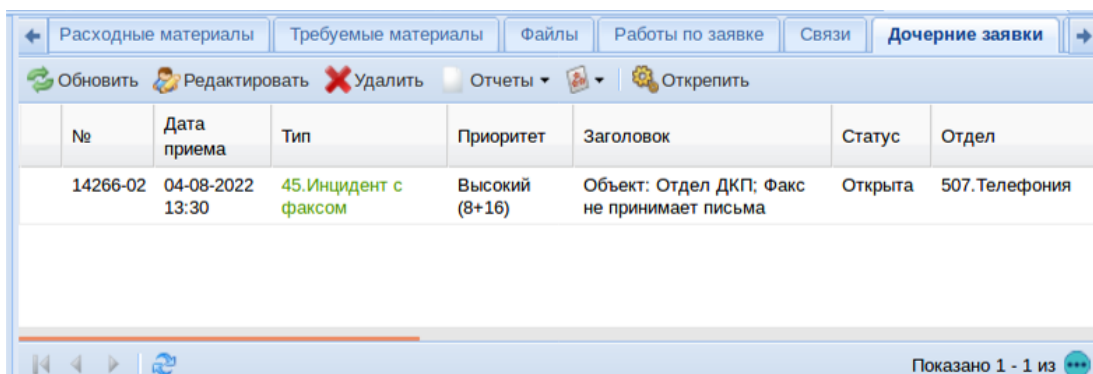 Расходные материалы Требуемые материалы Файлы Работы по заявке Связи Дочерние заявки
Обновить Редактировать Удалить Отчеты Открепить
№ Дата приема Тип Приоритет Заголовок Статус Отдел
14266-02 04-08-2022 45.Инцидент с Высокий Объект: Отдел ДКП; Факс Открыта 507.Телефония
13:30 факсом (8+16) не принимает письма
Показано 1 - 1 из